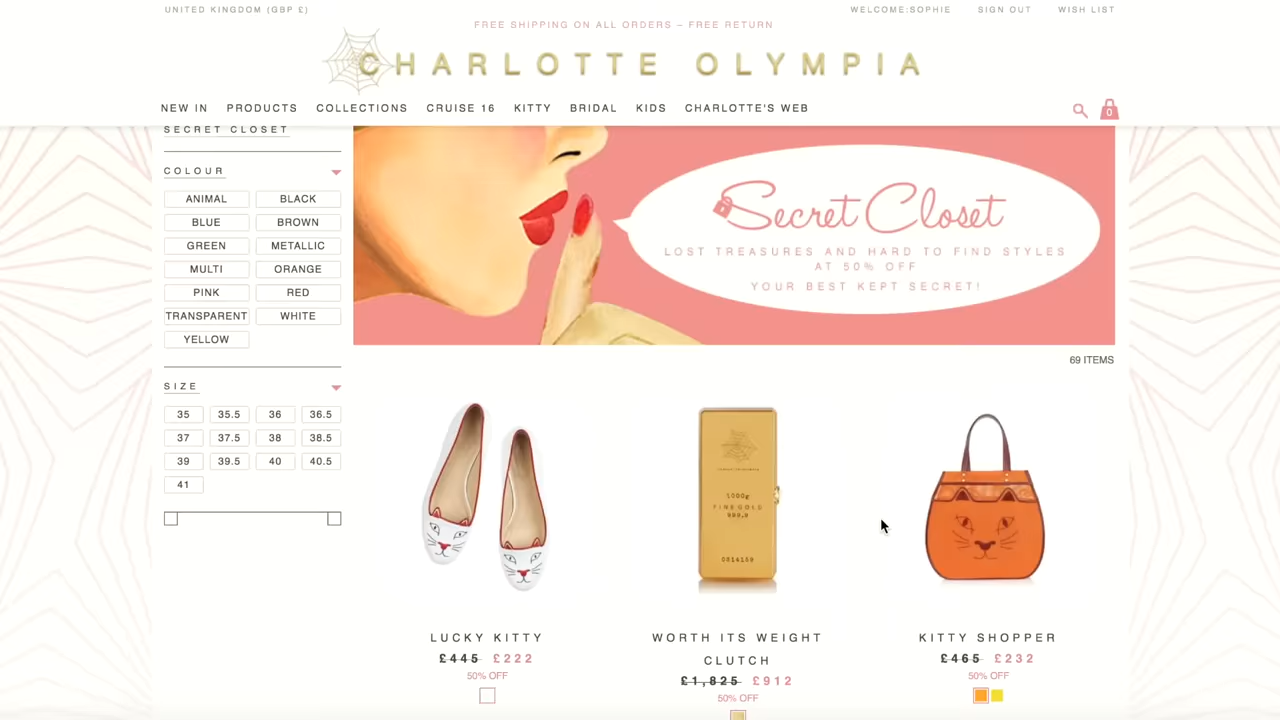 UNITED KINGDOM (GBP £)
WELCOME:SOPHIE SIGN OUT WISH LIST
FREE SHIPPING ON ALL ORDERS – FREE RETURN
CHARLOTTE OLYMPIA
NEW IN PRODUCTS COLLECTIONS CRUISE 16 KITTY BRIDAL KIDS CHARLOTTE'S WEB
0
SECRET CLOSET
COLOUR
ANIMAL BLACK
BLUE BROWN
GREEN METALLIC
MULTI ORANGE
PINK RED
TRANSPARENT WHITE
YELLOW
SIZE
35 35.5 36 36.5
37 37.5 38 38.5
39 39.5 40 40.5
41
Secret Closet
LOST TREASURES AND HARD TO FIND STYLES
AT 50% OFF
YOUR BEST KEPT SECRET!
69 ITEMS
1000g
FINE GOLD
999.9
0814159
LUCKY KITTY
£445 £222
50% OFF
WORTH ITS WEIGHT
CLUTCH
£1,825 £912
50% OFF
KITTY SHOPPER
£465 £232
50% OFF